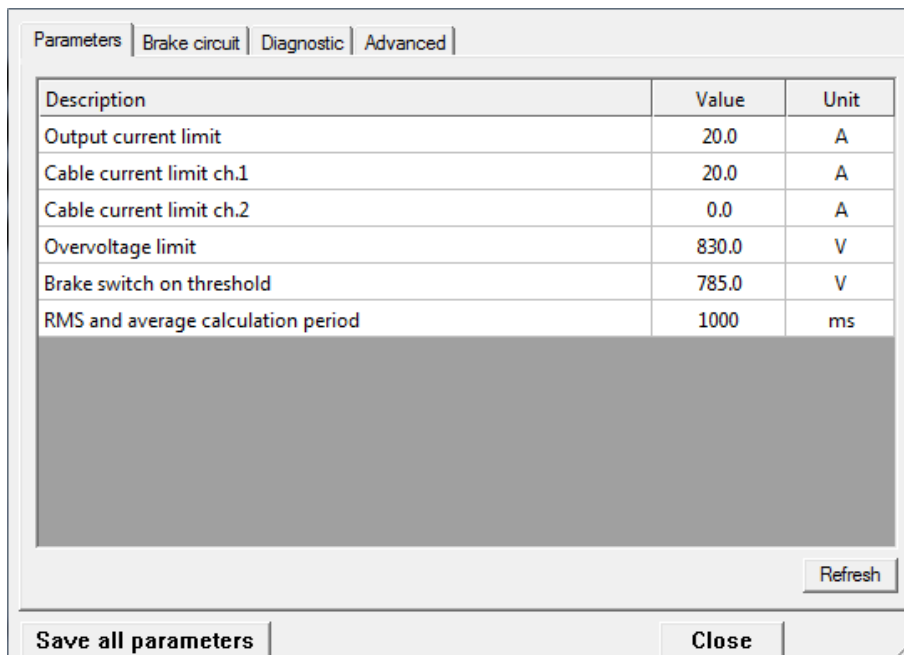 Parameters Brake circuit Diagnostic Advanced
Description Value Unit
Output current limit 20.0 A
Cable current limit ch.1 20.0 A
Cable current limit ch.2 0.0 A
Overvoltage limit 830.0 V
Brake switch on threshold 785.0 V
RMS and average calculation period 1000 ms
Refresh
Save all parameters Close